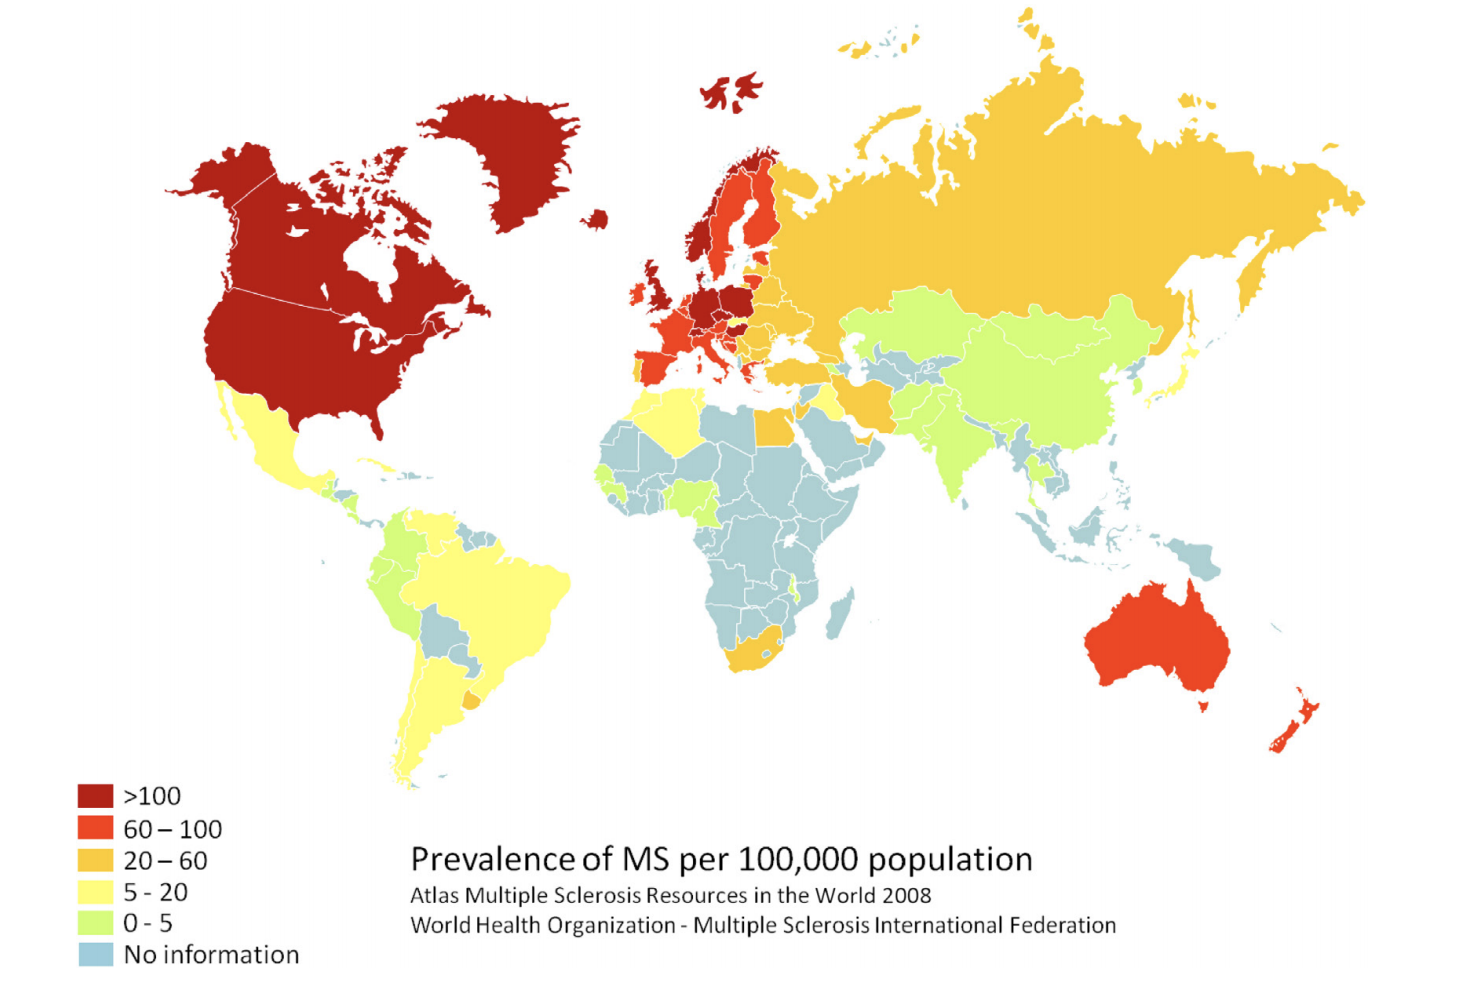 >100
60 – 100
20 – 60
5 - 20
0 - 5
No information
Prevalence of MS per 100,000 population
Atlas Multiple Sclerosis Resources in the World 2008
World Health Organization - Multiple Sclerosis International Federation